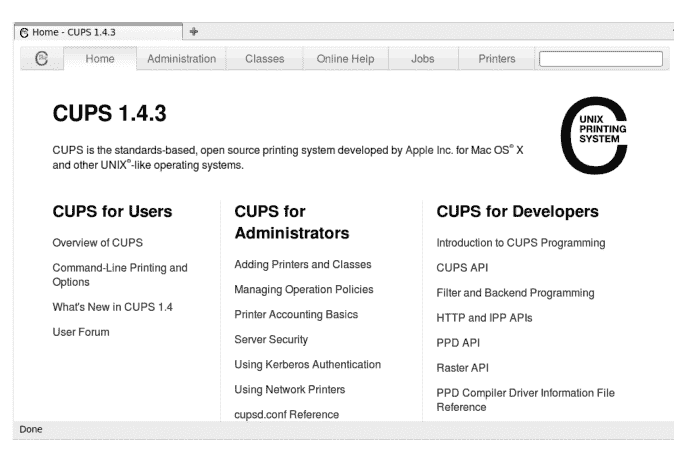 Home - CUPS 1.4.3
Home Administration Classes Online Help Jobs Printers
CUPS 1.4.3
UNIX
PRINTING
SYSTEM
CUPS is the standards-based, open source printing system developed by Apple Inc. for Mac OS® X
and other UNIX®-like operating systems.
CUPS for Users
Overview of CUPS
Command-Line Printing and
Options
What's New in CUPS 1.4
User Forum
CUPS for
Administrators
Adding Printers and Classes
Managing Operation Policies
Printer Accounting Basics
Server Security
Using Kerberos Authentication
Using Network Printers
cupsd.conf Reference
CUPS for Developers
Introduction to CUPS Programming
CUPS API
Filter and Backend Programming
HTTP and IPP APIs
PPD API
Raster API
PPD Compiler Driver Information File
Reference
Done